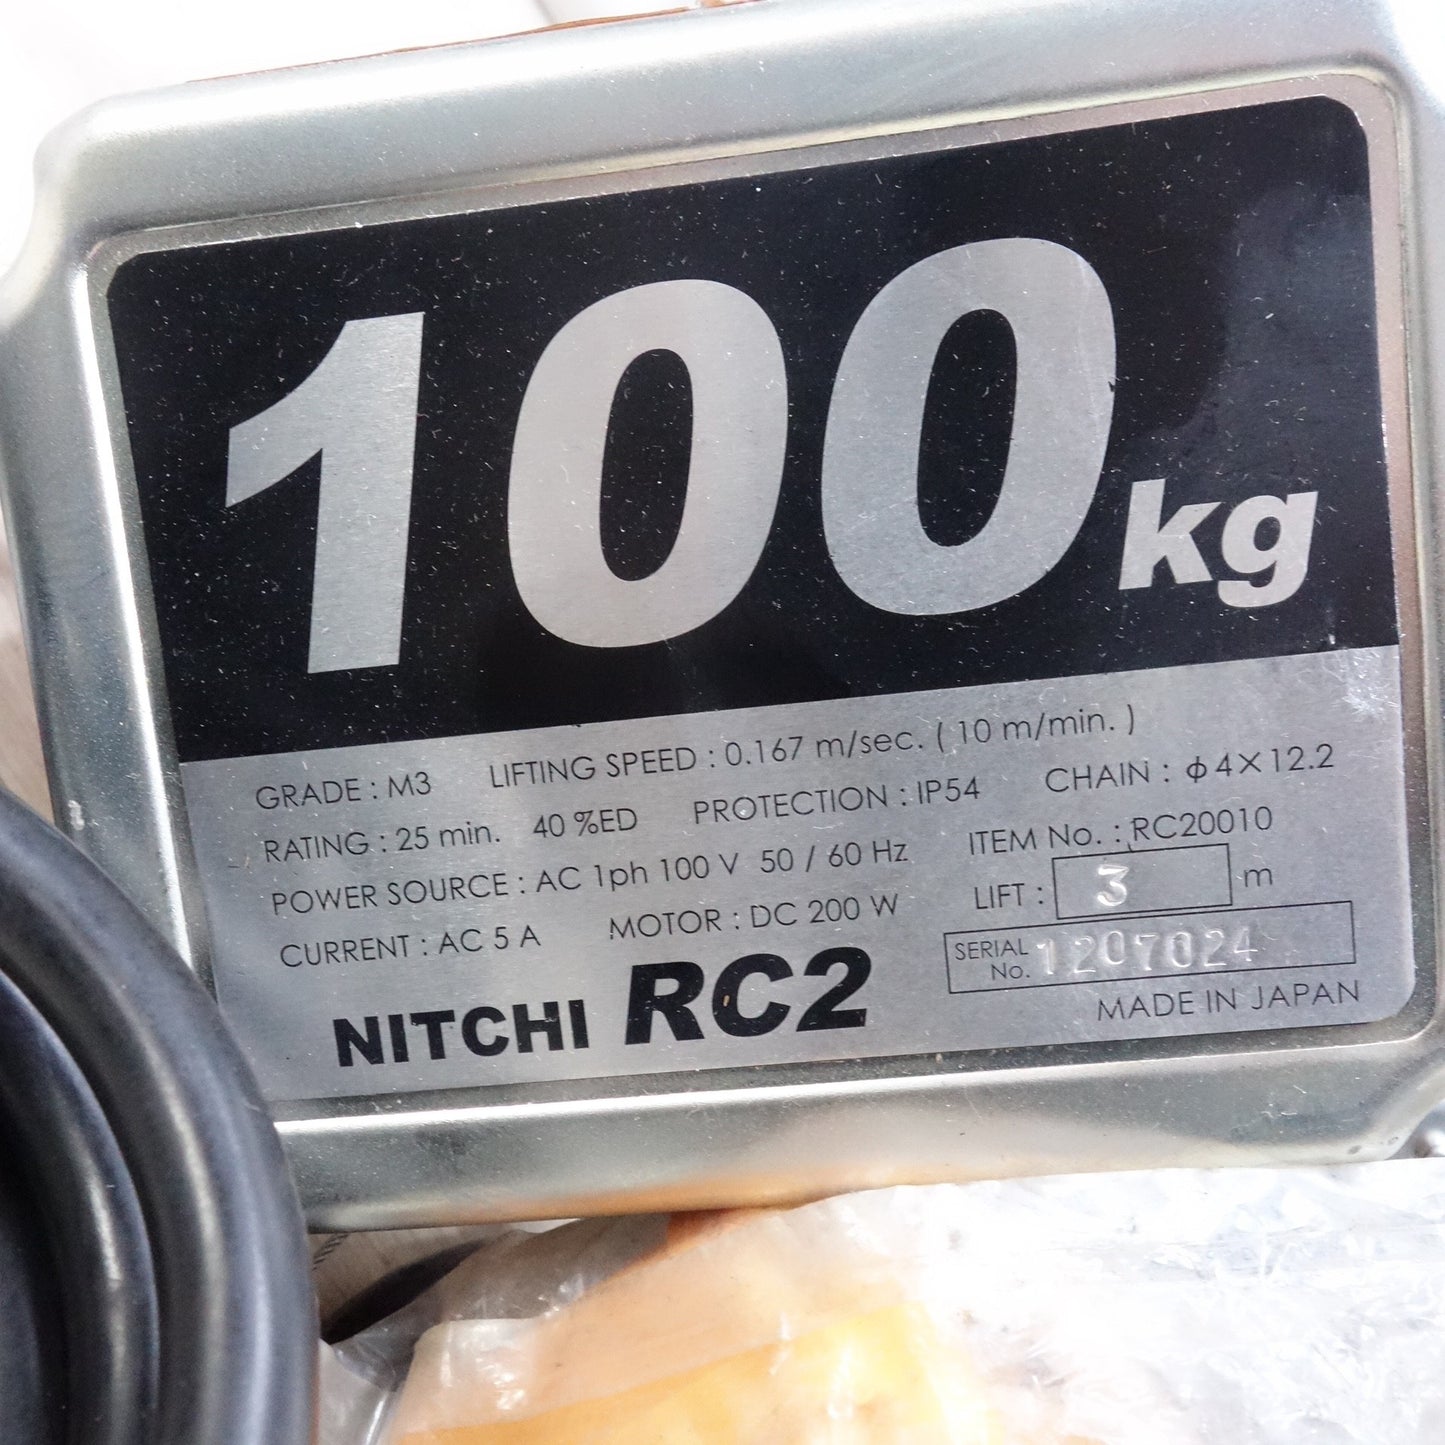 100 kg
GRADE : M3 LIFTING SPEED : 0.167 m/sec. ( 10 m/min. )
RATING : 25 min. 40 %ED PROTECTION : IP54 CHAIN : ϕ4×12.2
POWER SOURCE : AC 1ph 100 V 50 / 60 Hz ITEM No. : RC20010
CURRENT : AC 5 A MOTOR : DC 200 W LIFT : 3 m
NITCHI RC2 SERIAL No. 1207024
MADE IN JAPAN